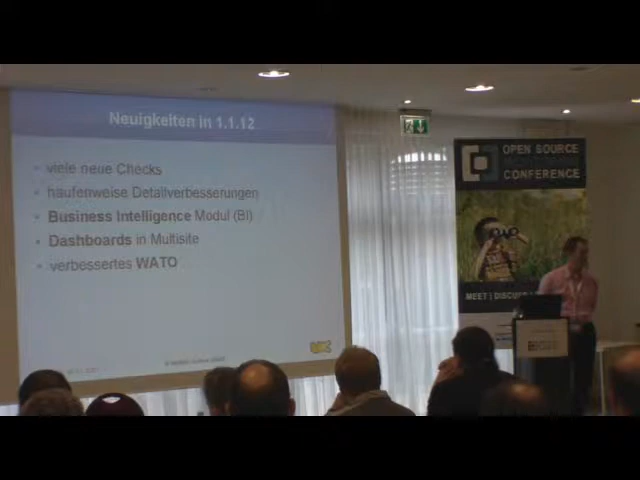 Neuigkeiten in 1.1.12
viele neue Checks
haufenweise Detailverbesserungen
Business Intelligence Modul (BI)
Dashboards in Multisite
verbessertes WATO
OPEN SOURCE
CONFERENCE
MEET | DISCUSS